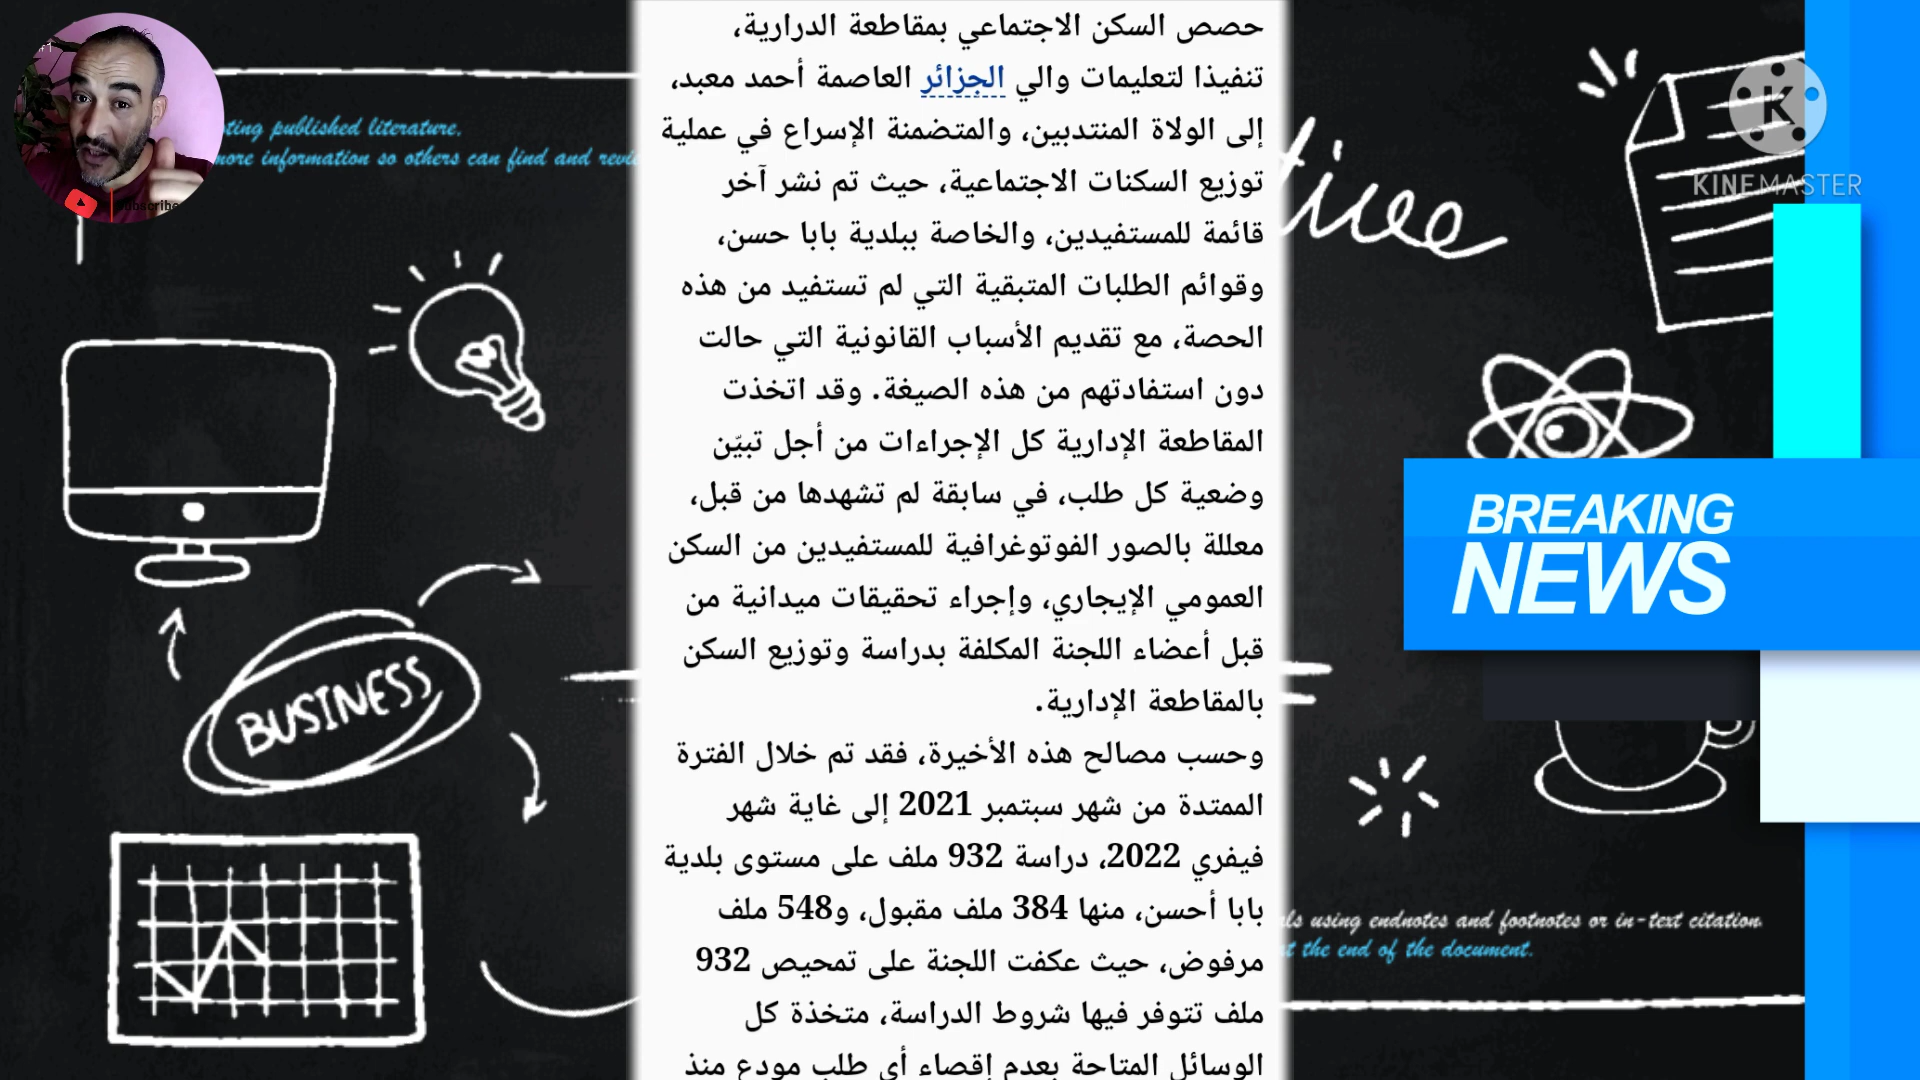 حصص السكن الاجتماعي بمقاطعة الدرارية،
تنفيذا لتعليمات والي الجزائر العاصمة أحمد معبد،
إلى الولاة المنتدبين، والمتضمنة الإسراع في عملية
توزيع السكنات الاجتماعية، حيث تم نشر آخر
قائمة للمستفيدين، والخاصة ببلدية بابا حسن،
وقوائم الطلبات المتبقية التي لم تستفيد من هذه
الحصة، مع تقديم الأسباب القانونية التي حالت
دون استفادتهم من هذه الصيغة. وقد اتخذت
المقاطعة الإدارية كل الإجراءات من أجل تبيّن
وضعية كل طلب، في سابقة لم تشهدها من قبل،
معللة بالصور الفوتوغرافية للمستفيدين من السكن
العمومي الإيجاري، وإجراء تحقيقات ميدانية من
قبل أعضاء اللجنة المكلفة بدراسة وتوزيع السكن
بالمقاطعة الإدارية.
وحسب مصالح هذه الأخيرة، فقد تم خلال الفترة
الممتدة من شهر سبتمبر 2021 إلى غاية شهر
فيفري 2022، دراسة 932 ملف على مستوى بلدية
بابا أحسن، منها 384 ملف مقبول، و548 ملف
مرفوض، حيث عكفت اللجنة على تمحيص 932
ملف تتوفر فيها شروط الدراسة، متخذة كل
الوسائل المتاحة بعدم إقصاء أي طلب مودع منذ
#1
Subscribe
published literature.
more information so others can find and
BUSINESS
KINEMASTER
BREAKING
NEWS
using endnotes and footnotes or in-text citation
the end of the document.